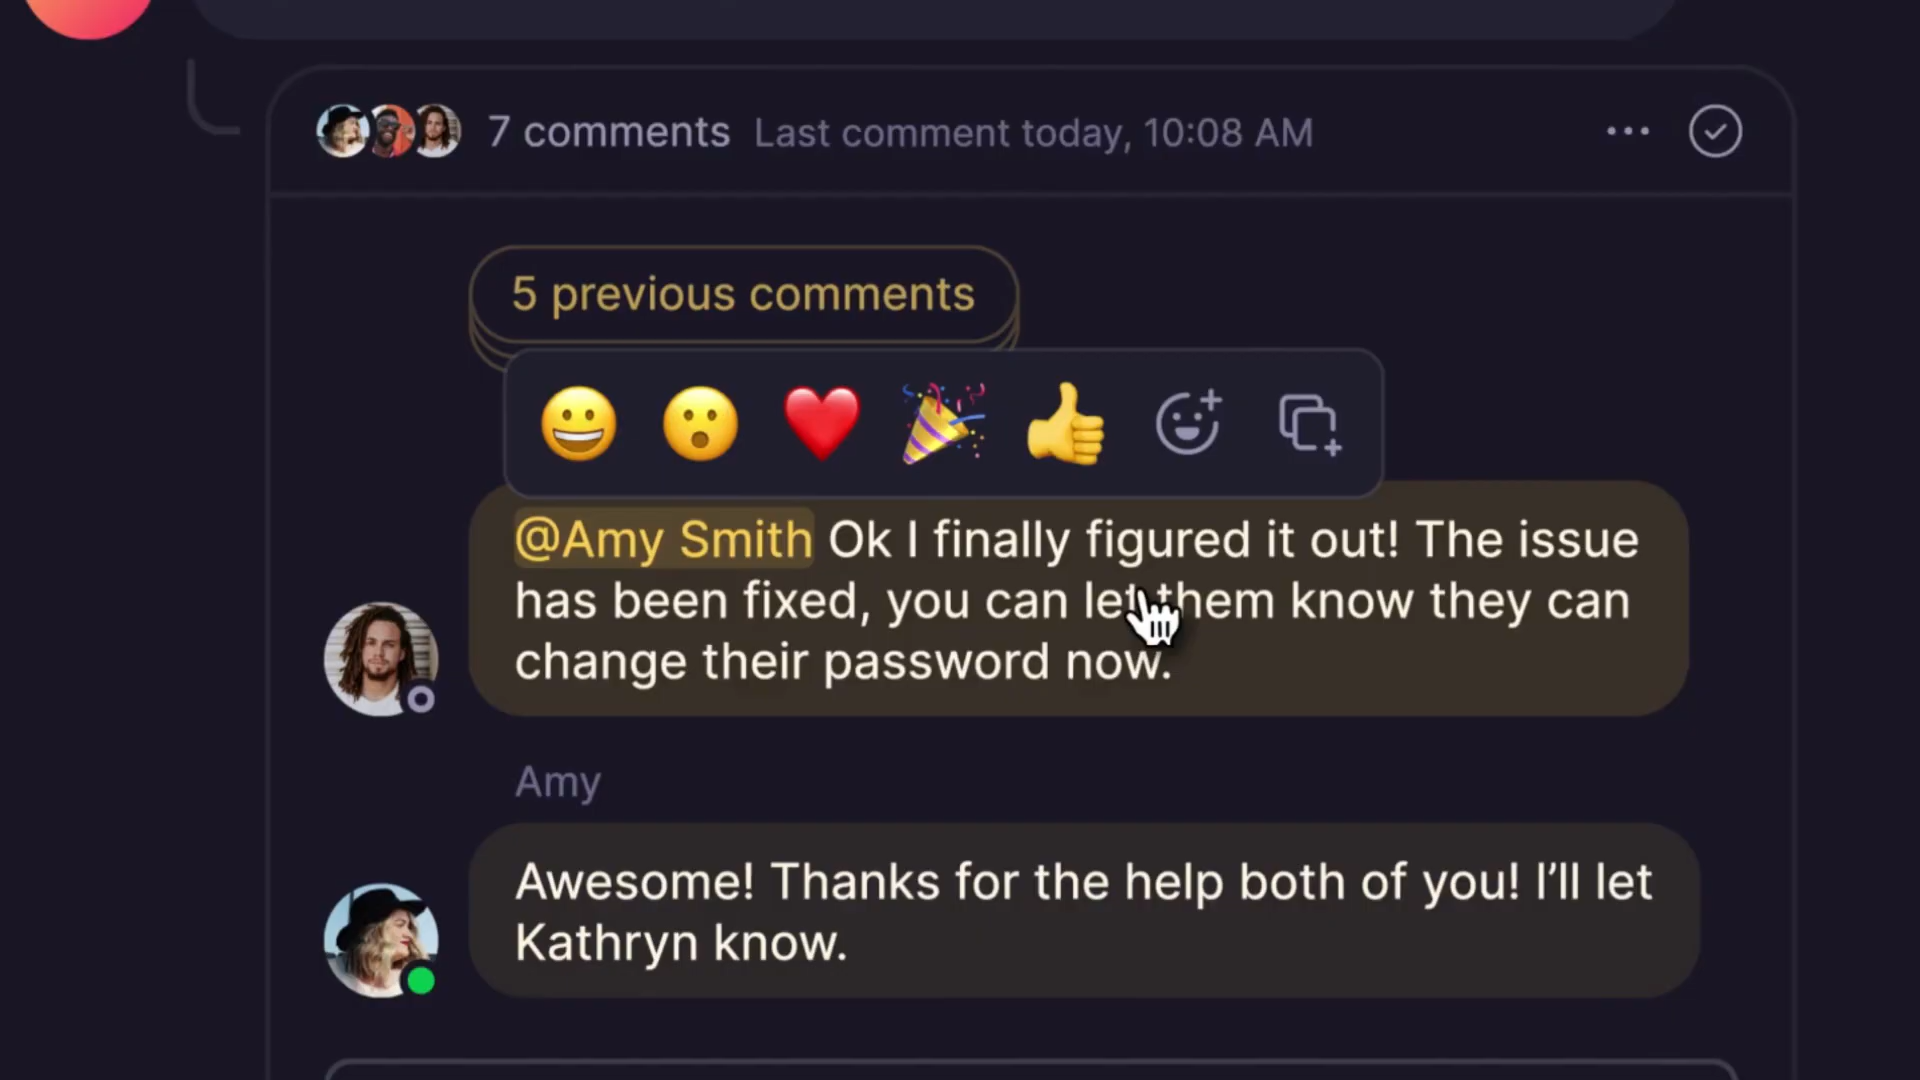 7 comments Last comment today, 10:08 AM
5 previous comments
@Amy Smith Ok I finally figured it out! The issue
has been fixed, you can let them know they can
change their password now.
Amy
Awesome! Thanks for the help both of you! I’ll let
Kathryn know.